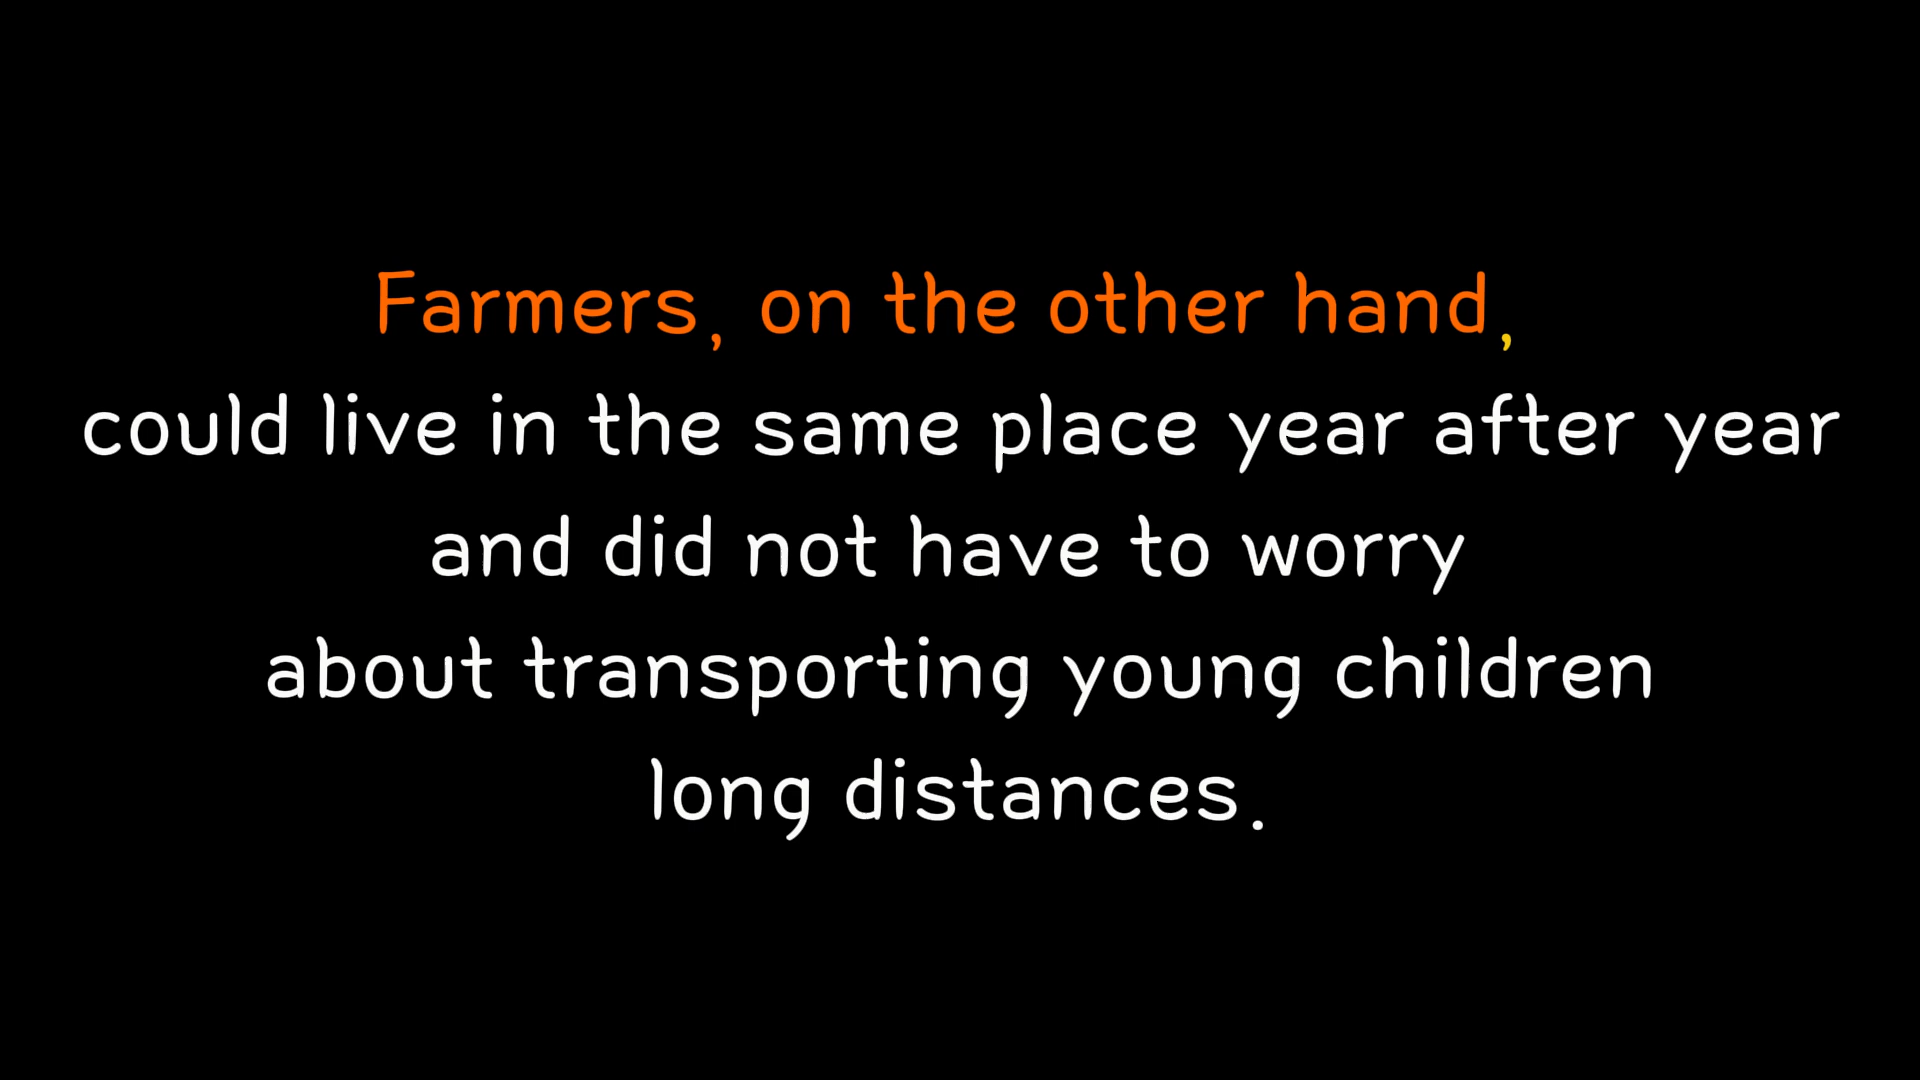 Farmers, on the other hand,
could live in the same place year after year
and did not have to worry
about transporting young children
long distances.